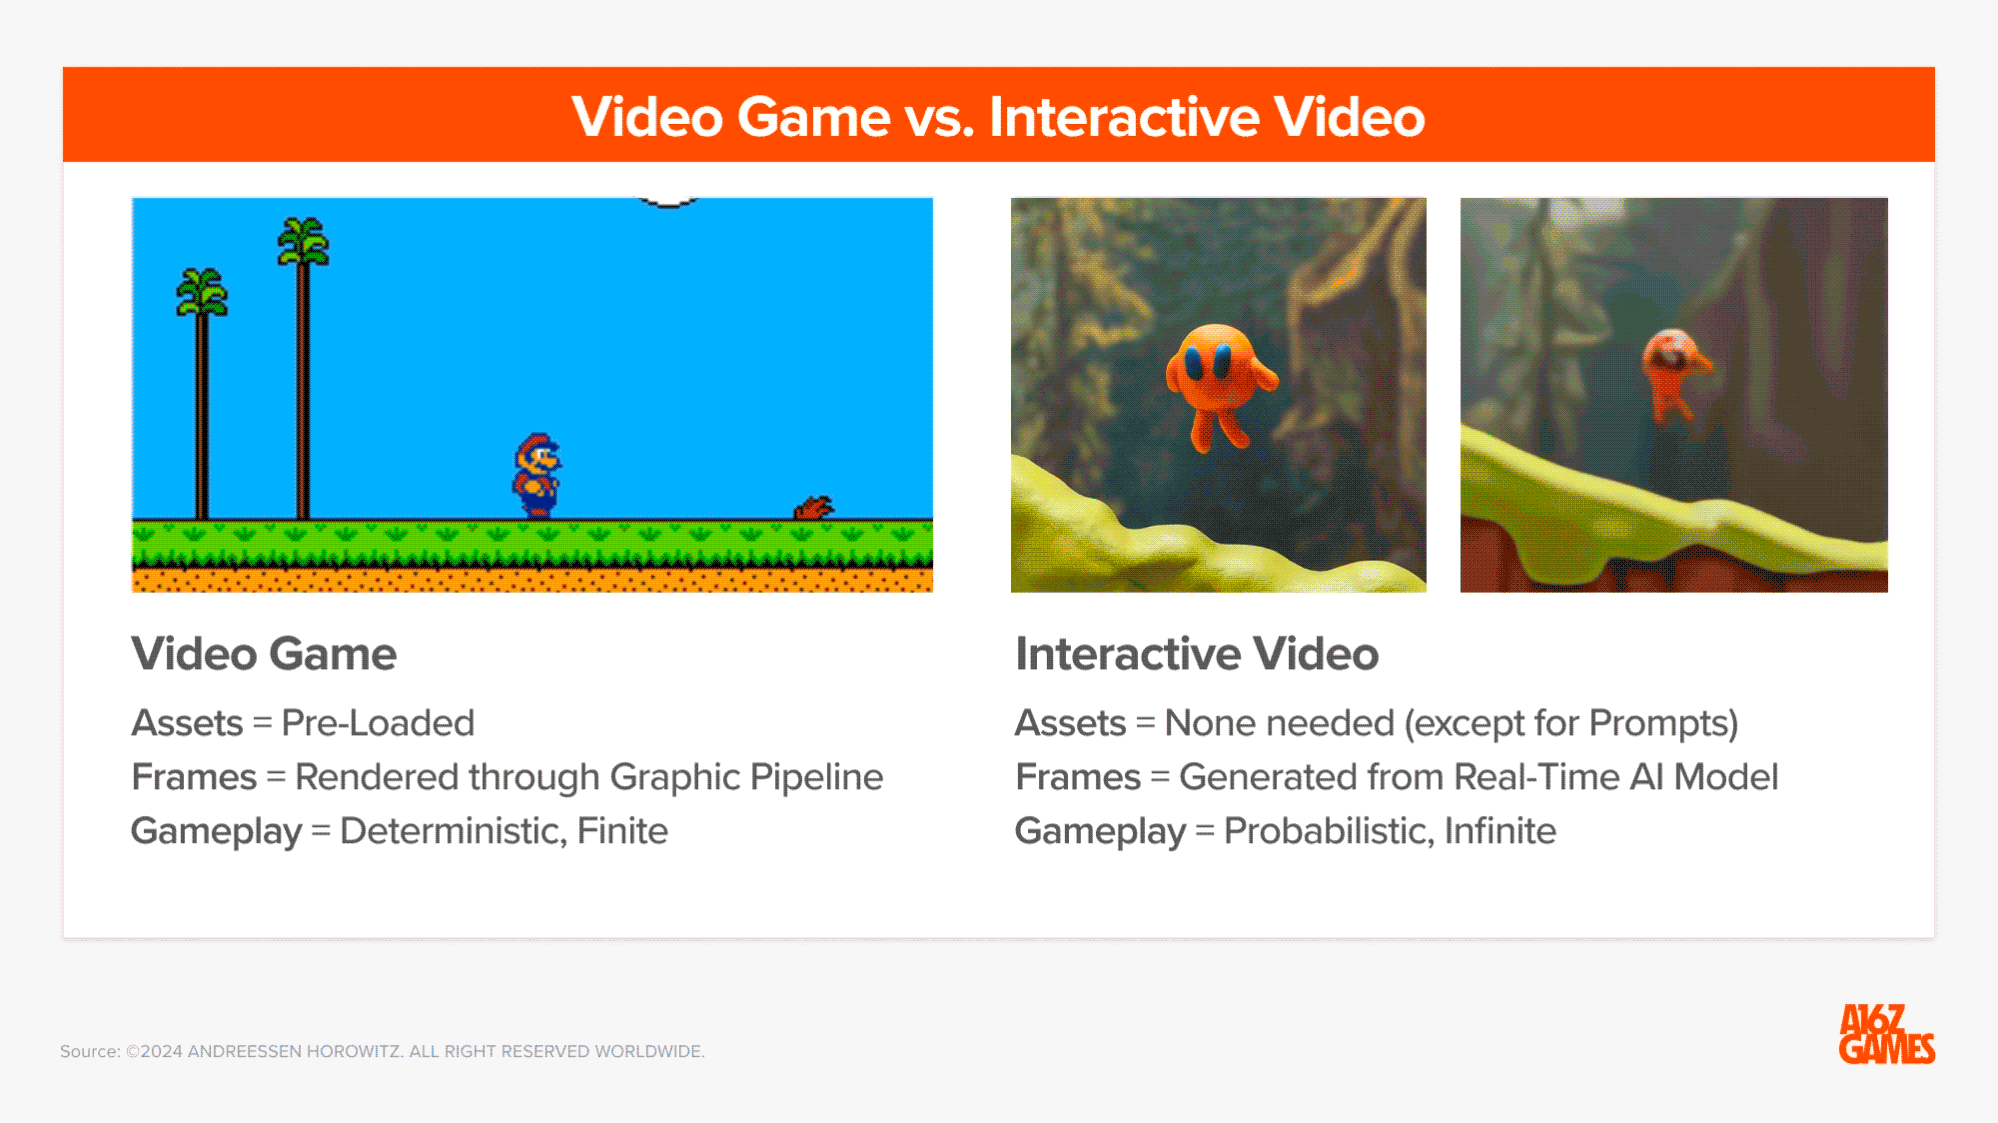 Video Game vs. Interactive Video
Video Game
Assets = Pre-Loaded
Frames = Rendered through Graphic Pipeline
Gameplay = Deterministic, Finite
Interactive Video
Assets = None needed (except for Prompts)
Frames = Generated from Real-Time AI Model
Gameplay = Probabilistic, Infinite
Source: ©2024 ANDREESSEN HOROWITZ. ALL RIGHT RESERVED WORLDWIDE.
A16Z
GAMES